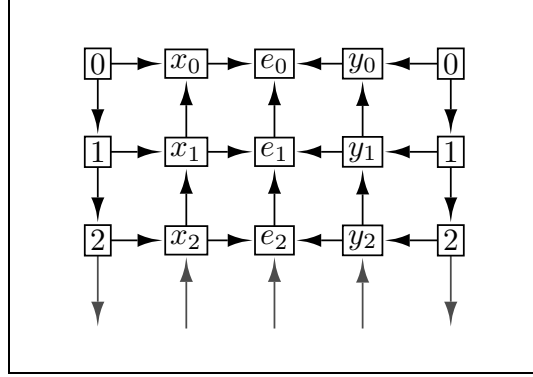 0 x₀ e₀ y₀ 0
1 x₁ e₁ y₁ 1
2 x₂ e₂ y₂ 2